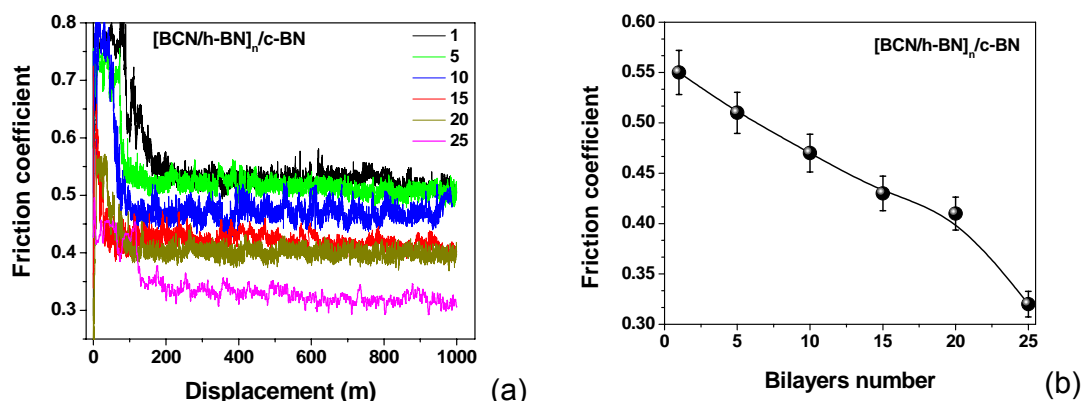 [BCN/h-BN]n/c-BN
1
5
10
15
20
25
0.8
0.7
0.6
0.5
0.4
0.3
Friction coefficient
0 200 400 600 800 1000
Displacement (m)
(a)
[BCN/h-BN]n/c-BN
0.60
0.55
0.50
0.45
0.40
0.35
0.30
Friction coefficient
0 5 10 15 20 25
Bilayers number
(b)